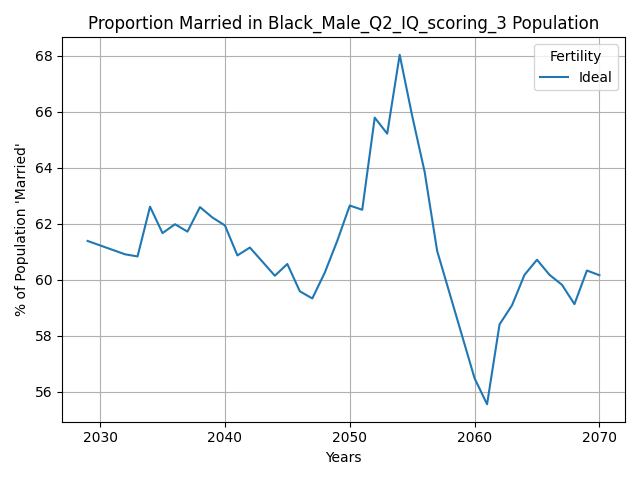 Proportion Married in Black_Male_Q2_IQ_scoring_3 Population
Fertility
Ideal
% of Population 'Married'
68
66
64
62
60
58
56
2030 2040 2050 2060 2070
Years